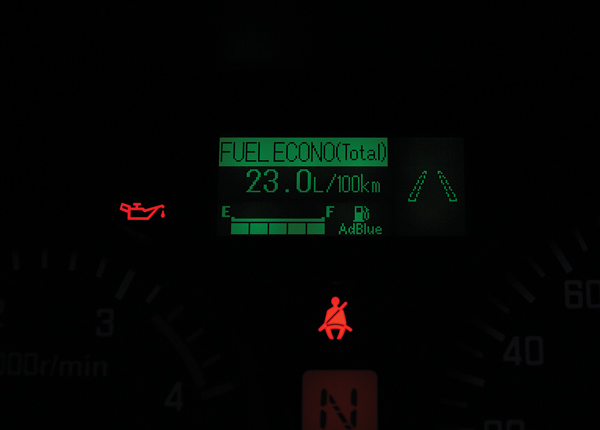 FUEL ECONO(Total)
23.0L/100km
E F
AdBlue
3
4
000r/min
60
40
N